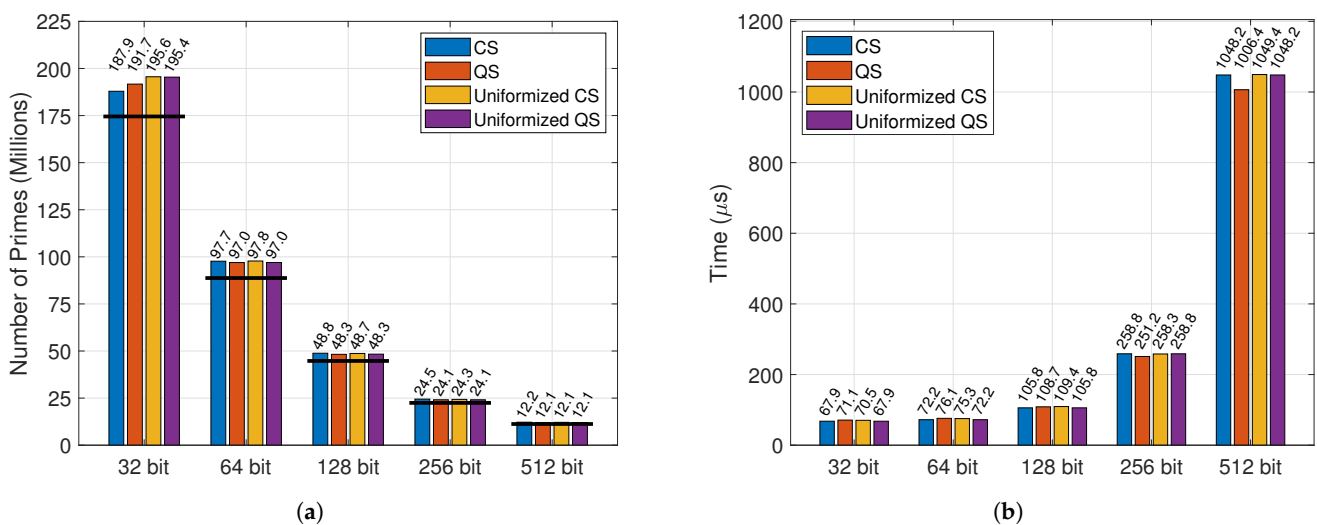 Number of Primes (Millions)
225
200
175
150
125
100
75
50
25
0
187.9
191.7
195.6
195.4
97.7
97.0
97.8
97.0
48.8
48.3
48.7
48.3
24.5
24.1
24.3
24.1
12.2
12.1
12.1
12.1
CS
QS
Uniformized CS
Uniformized QS
32 bit
64 bit
128 bit
256 bit
512 bit
(a)
Time (μs)
1200
1000
800
600
400
200
0
67.9
71.1
70.5
67.9
72.2
76.1
75.3
72.2
105.8
108.7
109.4
105.8
258.8
251.2
258.3
258.8
1048.2
1006.4
1049.4
1048.2
CS
QS
Uniformized CS
Uniformized QS
32 bit
64 bit
128 bit
256 bit
512 bit
(b)